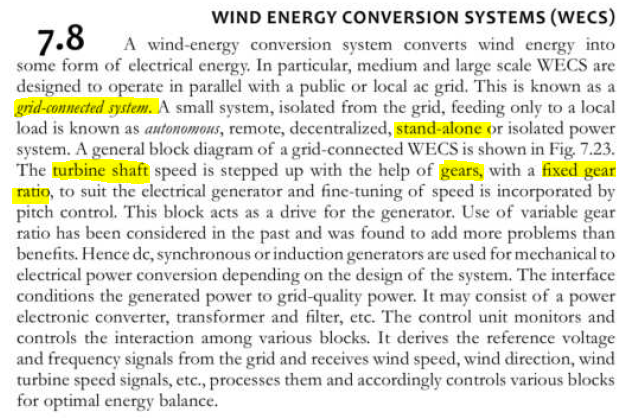 WIND ENERGY CONVERSION SYSTEMS (WECS)
7.8 A wind-energy conversion system converts wind energy into
some form of electrical energy. In particular, medium and large scale WECS are
designed to operate in parallel with a public or local ac grid. This is known as a
grid-connected system. A small system, isolated from the grid, feeding only to a local
load is known as autonomous, remote, decentralized, stand-alone or isolated power
system. A general block diagram of a grid-connected WECS is shown in Fig. 7.23.
The turbine shaft speed is stepped up with the help of gears, with a fixed gear
ratio, to suit the electrical generator and fine-tuning of speed is incorporated by
pitch control. This block acts as a drive for the generator. Use of variable gear
ratio has been considered in the past and was found to add more problems than
benefits. Hence dc, synchronous or induction generators are used for mechanical to
electrical power conversion depending on the design of the system. The interface
conditions the generated power to grid-quality power. It may consist of a power
electronic converter, transformer and filter, etc. The control unit monitors and
controls the interaction among various blocks. It derives the reference voltage
and frequency signals from the grid and receives wind speed, wind direction, wind
turbine speed signals, etc., processes them and accordingly controls various blocks
for optimal energy balance.